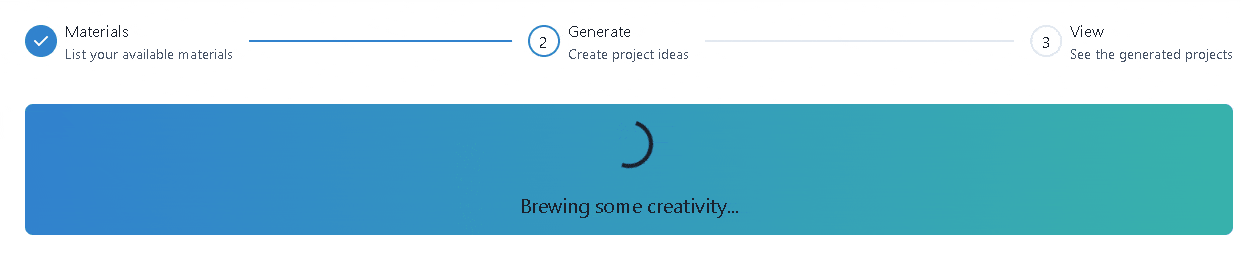 Materials
List your available materials
2
Generate
Create project ideas
3
View
See the generated projects
Brewing some creativity...